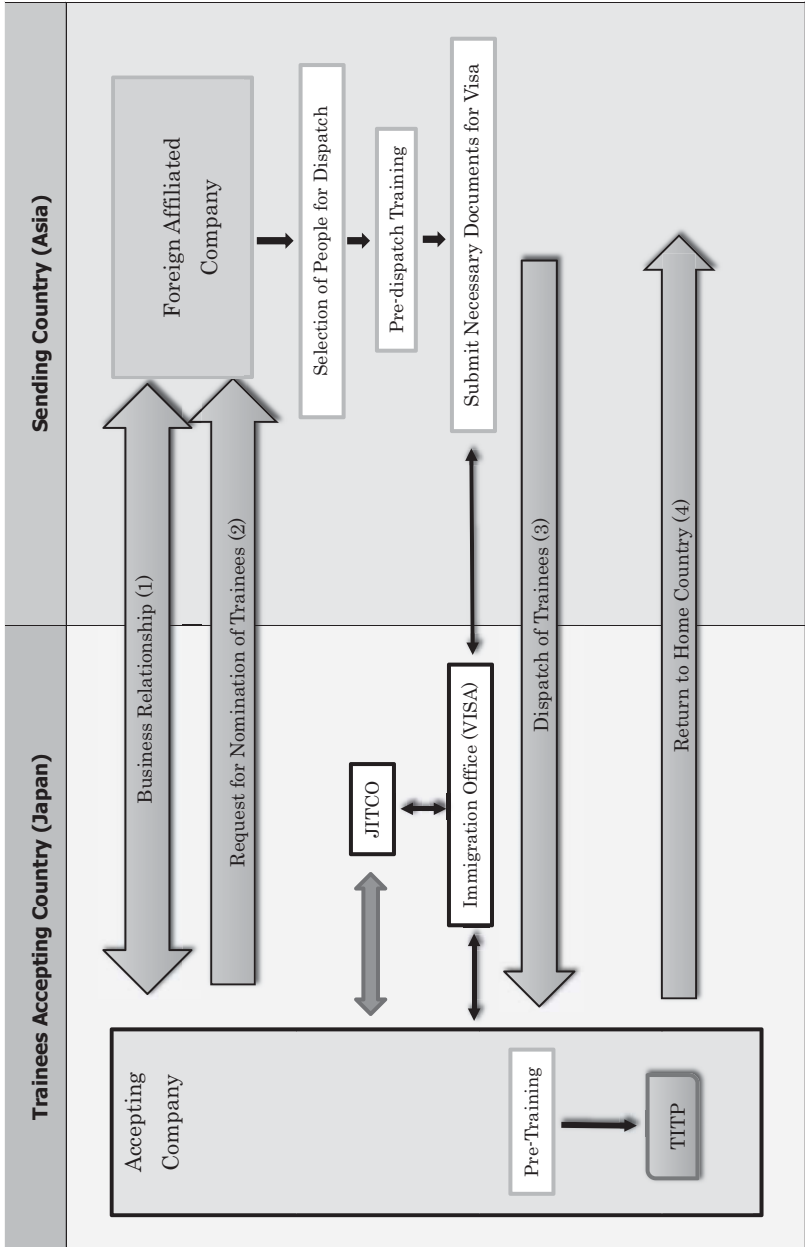 Trainees Accepting Country (Japan)
Sending Country (Asia)
Accepting
Company
Business Relationship (1)
Foreign Affiliated
Company
Request for Nomination of Trainees (2)
Selection of People for Dispatch
JITCO
Pre-dispatch Training
Immigration Office (VISA)
Submit Necessary Documents for Visa
Pre-Training
Dispatch of Trainees (3)
TITP
Return to Home Country (4)